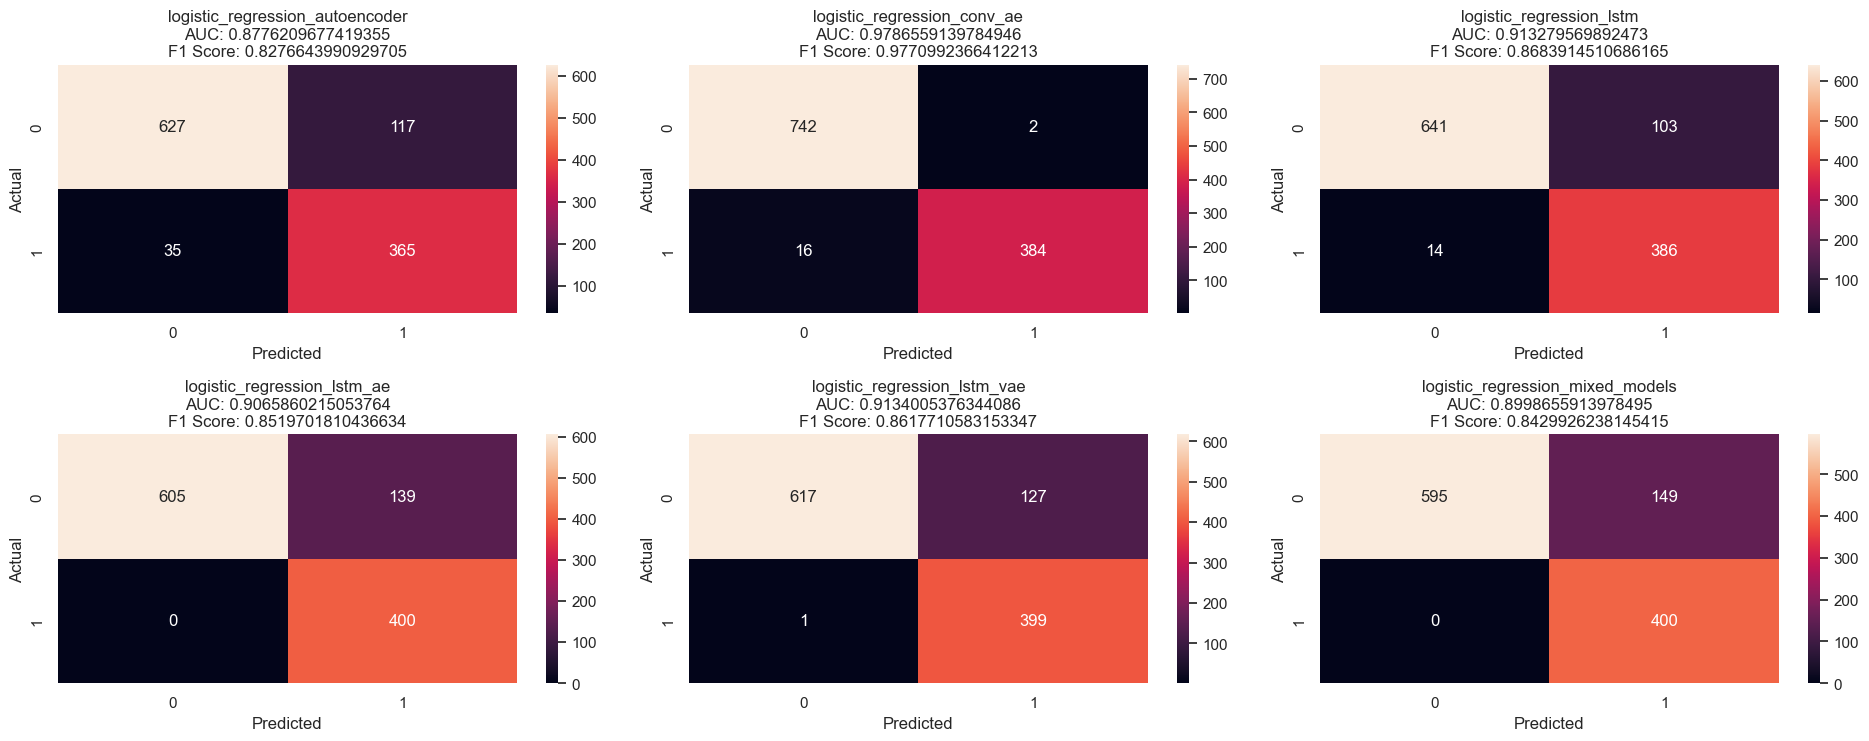 logistic_regression_autoencoder
AUC: 0.8776209677419355
F1 Score: 0.8276643990929705
0
627
117
Actual
1
35
365
0
1
Predicted
600
500
400
300
200
100
logistic_regression_conv_ae
AUC: 0.9786559139784946
F1 Score: 0.9770992366412213
0
742
2
Actual
1
16
384
0
1
Predicted
700
600
500
400
300
200
100
logistic_regression_lstm
AUC: 0.913279569892473
F1 Score: 0.8683914510686165
0
641
103
Actual
1
14
386
0
1
Predicted
600
500
400
300
200
100
logistic_regression_lstm_ae
AUC: 0.9065860215053764
F1 Score: 0.8519701810436634
0
605
139
Actual
1
0
400
0
1
Predicted
600
500
400
300
200
100
0
logistic_regression_lstm_vae
AUC: 0.9134005376344086
F1 Score: 0.8617710583153347
0
617
127
Actual
1
1
399
0
1
Predicted
600
500
400
300
200
100
logistic_regression_mixed_models
AUC: 0.8998655913978495
F1 Score: 0.8429926238145415
0
595
149
Actual
1
0
400
0
1
Predicted
500
400
300
200
100
0